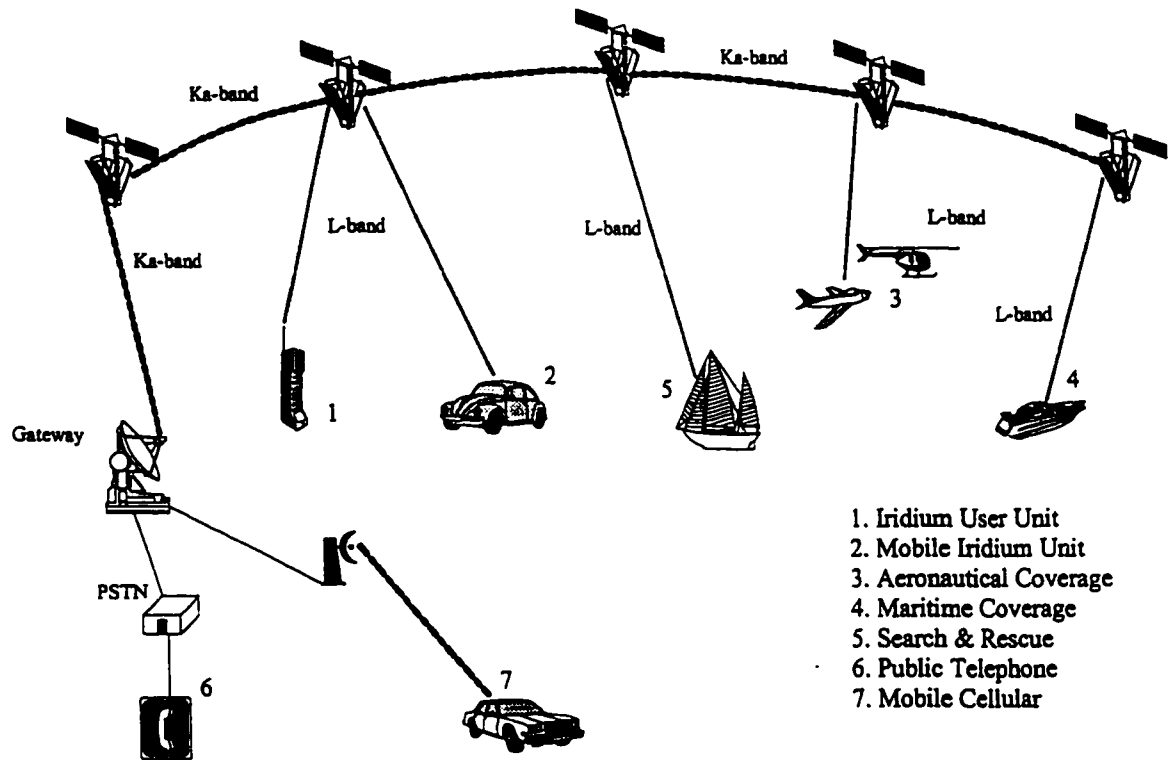 Ka-band
Ka-band
Ka-band
L-band
L-band
L-band
L-band
3
2
1
5
4
Gateway
PSTN
6
7
1. Iridium User Unit
2. Mobile Iridium Unit
3. Aeronautical Coverage
4. Maritime Coverage
5. Search & Rescue
6. Public Telephone
7. Mobile Cellular